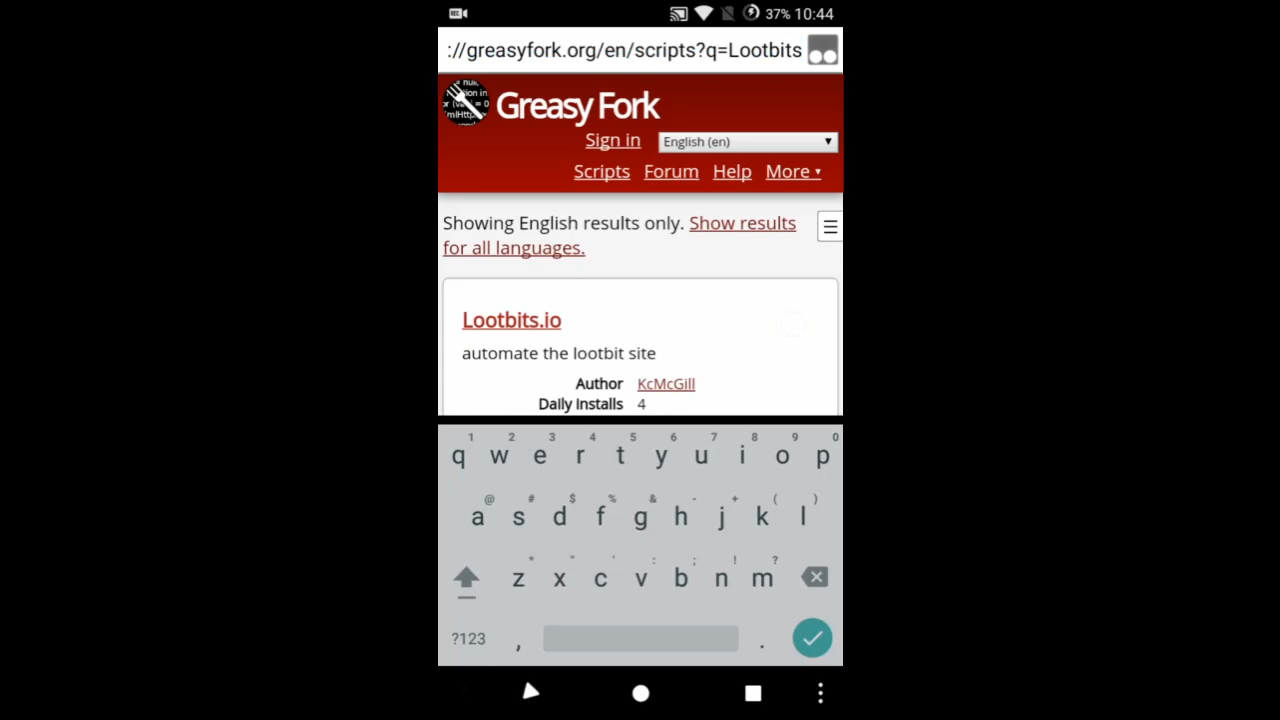 REC 37% 10:44
://greasyfork.org/en/scripts?q=Lootbits
Greasy Fork
Sign in English (en)
Scripts Forum Help More
Showing English results only. Show results
for all languages.
Lootbits.io
automate the lootbit site
Author KcMcGill
Daily installs 4
1 2 3 4 5 6 7 8 9 0
q w e r t y u i o p
@ # $ % & - + ( )
a s d f g h j k l
* " ' : ; ! ?
z x c v b n m
?123 , .